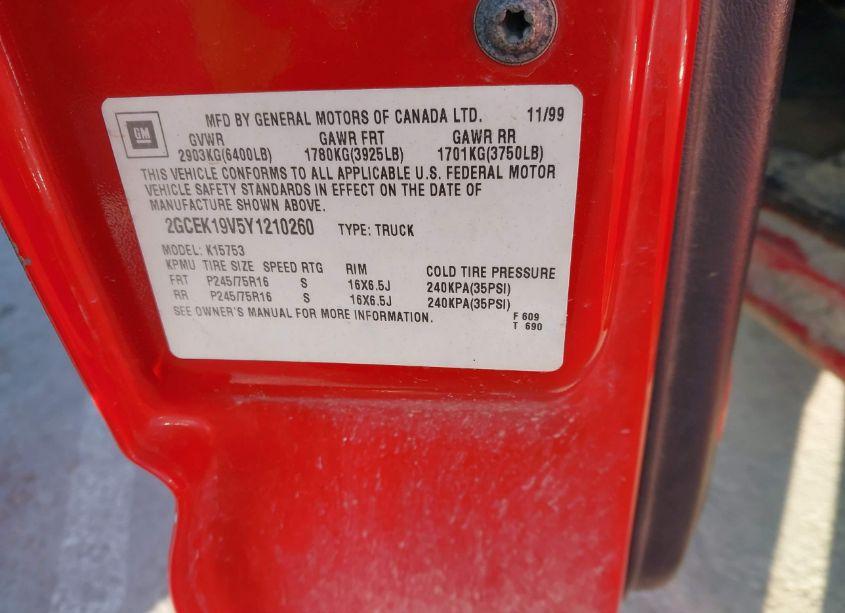 GM
MFD BY GENERAL MOTORS OF CANADA LTD. 11/99
GVWR GAWR FRT GAWR RR
2903KG(6400LB) 1780KG(3925LB) 1701KG(3750LB)
THIS VEHICLE CONFORMS TO ALL APPLICABLE U.S. FEDERAL MOTOR
VEHICLE SAFETY STANDARDS IN EFFECT ON THE DATE OF
MANUFACTURE SHOWN ABOVE.
2GCEK19V5Y1210260 TYPE: TRUCK
MODEL: K15753
KPMU TIRE SIZE SPEED RTG RIM COLD TIRE PRESSURE
FRT P245/75R16 S 16X6.5J 240KPA(35PSI)
RR P245/75R16 S 16X6.5J 240KPA(35PSI)
SEE OWNER'S MANUAL FOR MORE INFORMATION. F 609
T 690